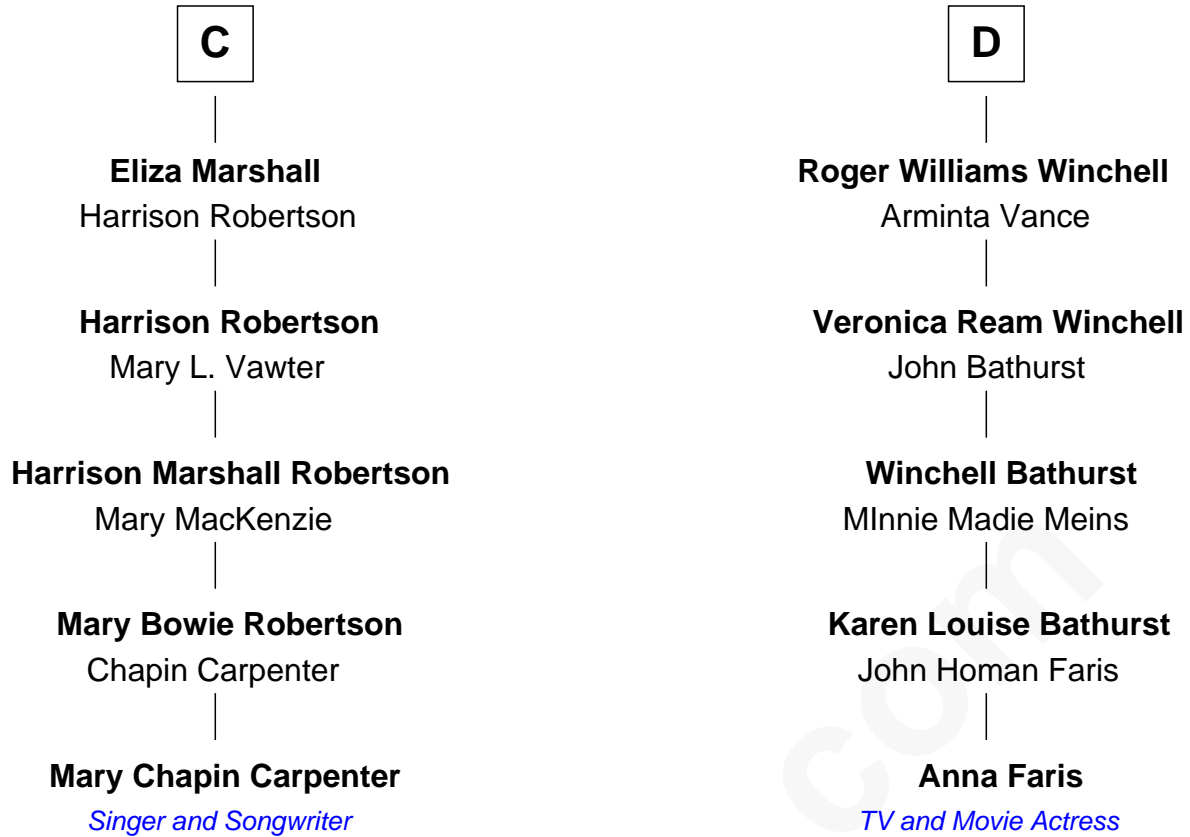 C
Eliza Marshall
Harrison Robertson
Harrison Robertson
Mary L. Vawter
Harrison Marshall Robertson
Mary MacKenzie
Mary Bowie Robertson
Chapin Carpenter
Mary Chapin Carpenter
Singer and Songwriter
D
Roger Williams Winchell
Arminta Vance
Veronica Ream Winchell
John Bathurst
Winchell Bathurst
MInnie Madie Meins
Karen Louise Bathurst
John Homan Faris
Anna Faris
TV and Movie Actress
com